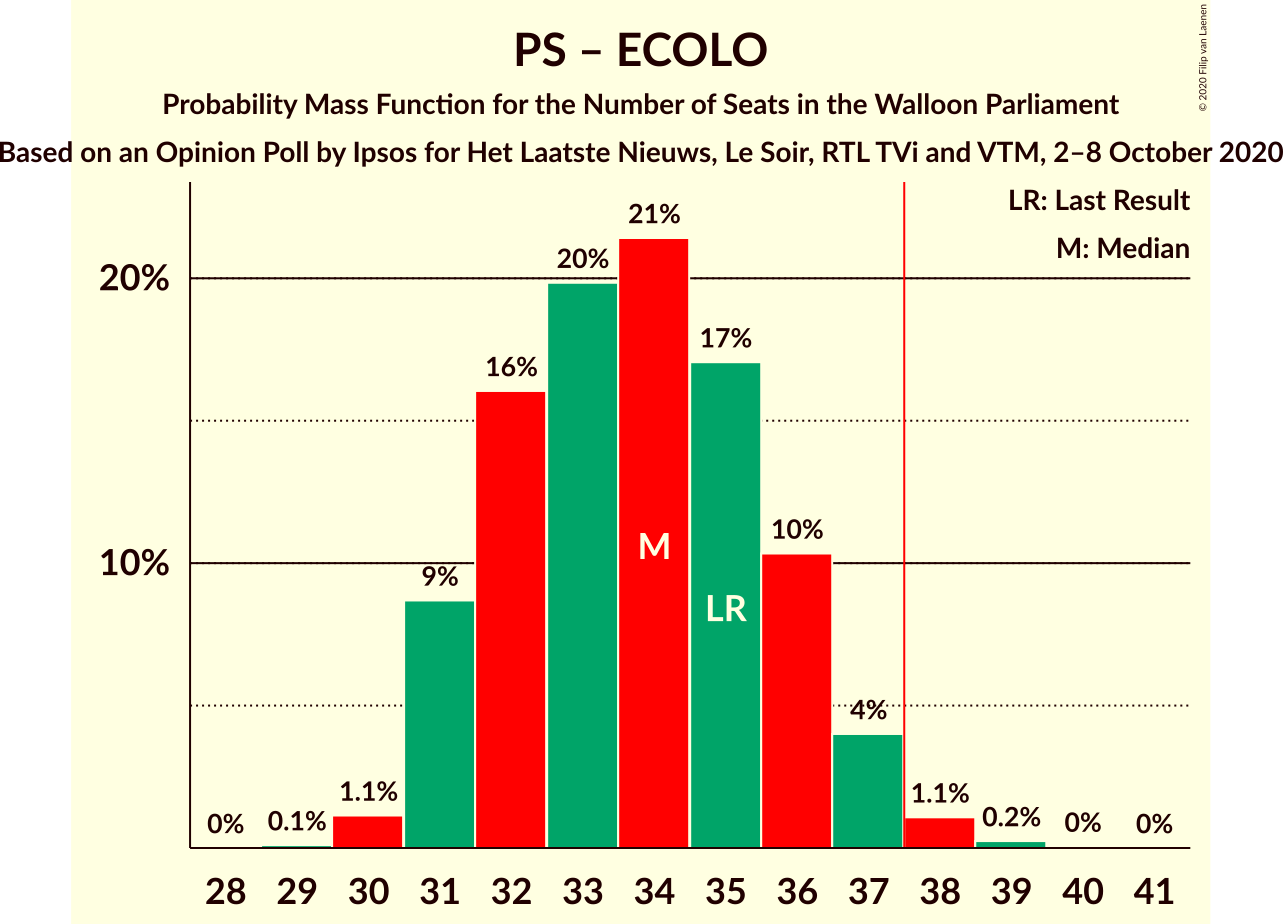 PS – ECOLO
Probability Mass Function for the Number of Seats in the Walloon Parliament
Based on an Opinion Poll by Ipsos for Het Laatste Nieuws, Le Soir, RTL TVi and VTM, 2–8 October 2020
© 2020 Filip van Laenen
LR: Last Result
M: Median
20%
10%
0%
0.1%
1.1%
9%
16%
20%
21%
17%
10%
4%
1.1%
0.2%
0%
0%
M
LR
28 29 30 31 32 33 34 35 36 37 38 39 40 41